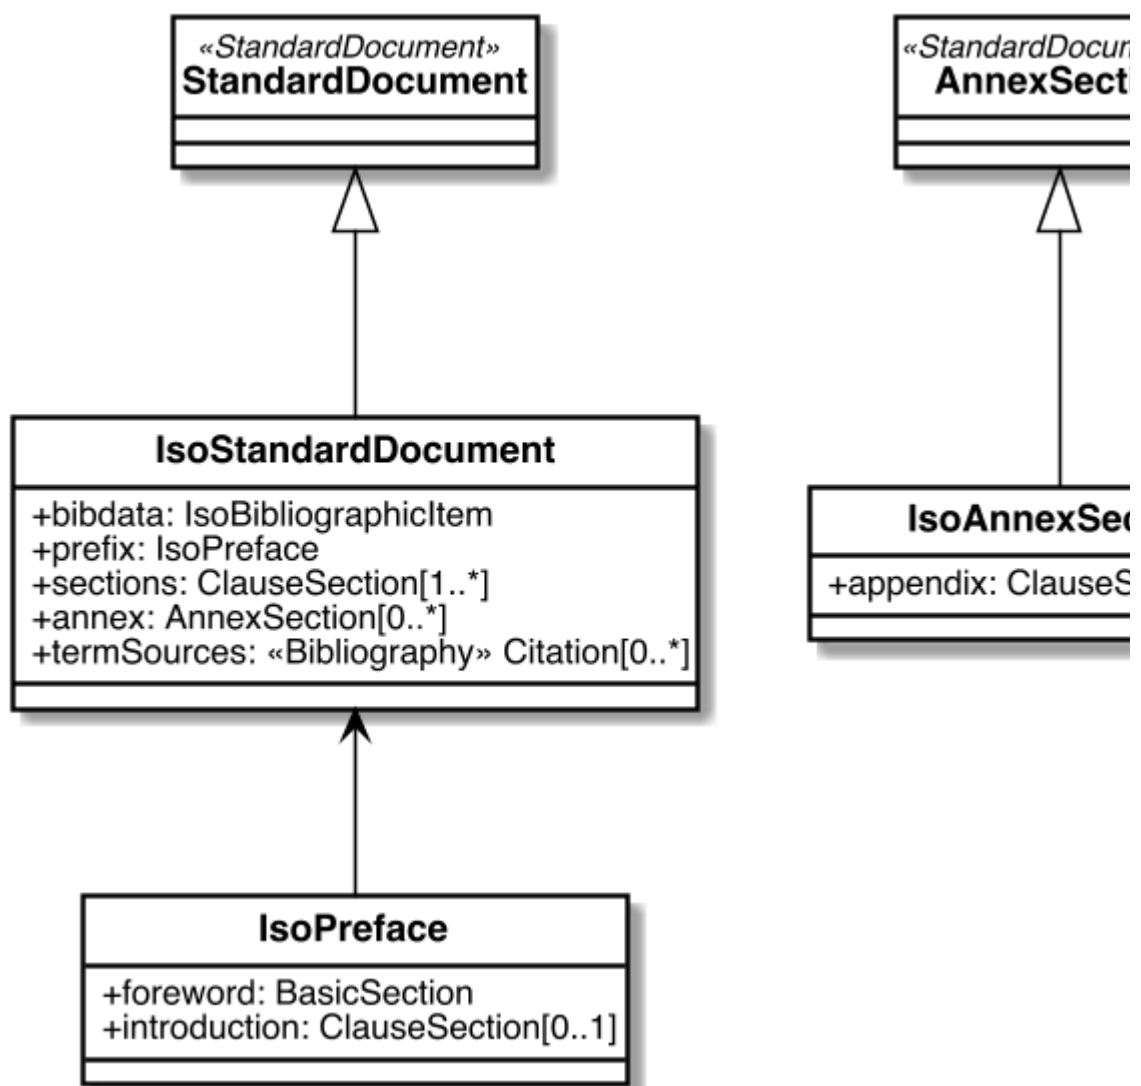 «StandardDocument»
StandardDocument
IsoStandardDocument
+bibdata: IsoBibliographicItem
+prefix: IsoPreface
+sections: ClauseSection[1..*]
+annex: AnnexSection[0..*]
+termSources: «Bibliography» Citation[0..*]
IsoPreface
+foreword: BasicSection
+introduction: ClauseSection[0..1]
+appendix: